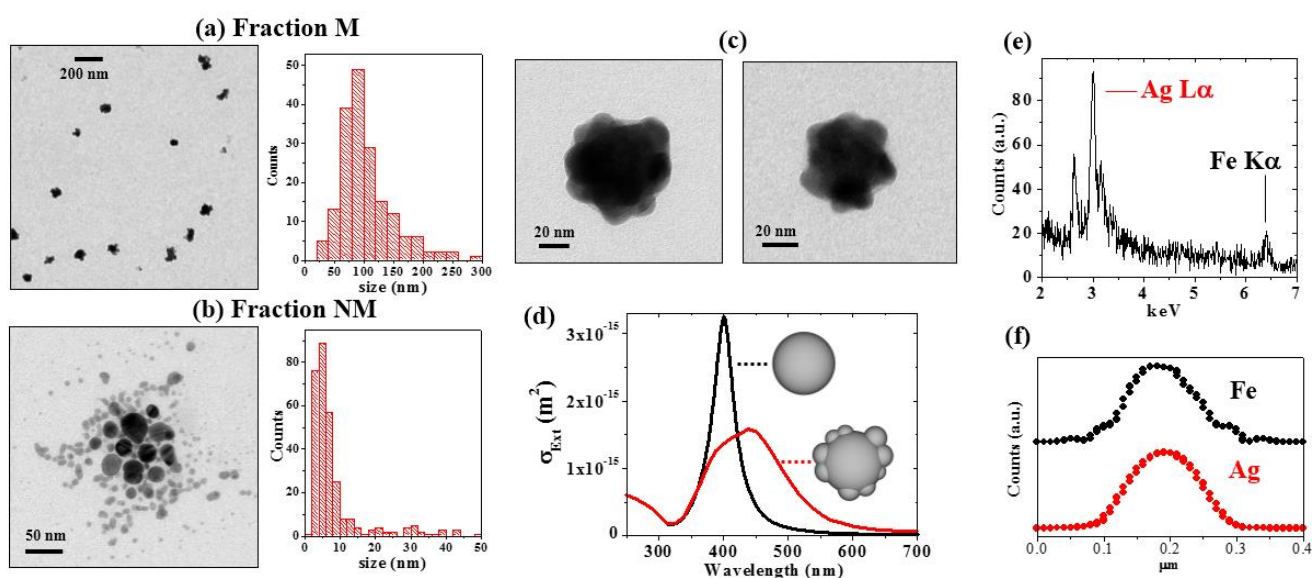 (a) Fraction M
200 nm
50
40
30
20
10
0
Counts
0 50 100 150 200 250 300
size (nm)
(b) Fraction NM
50 nm
80
60
40
20
0
Counts
0 10 20 30 40 50
size (nm)
(c)
20 nm
20 nm
(d)
3x10⁻¹⁵
2x10⁻¹⁵
1x10⁻¹⁵
0
σExt (m²)
300 400 500 600 700
Wavelength (nm)
(e)
80
60
40
20
0
Counts (a.u.)
Ag Lα
Fe Kα
2 3 4 5 6 7
keV
(f)
Counts (a.u.)
Fe
Ag
0.0 0.1 0.2 0.3 0.4
µm